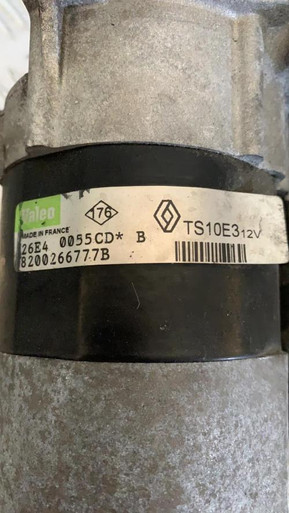 Valeo
176
MADE IN FRANCE
TS10E3 12V
26E4 0055CD* B
8200266777B